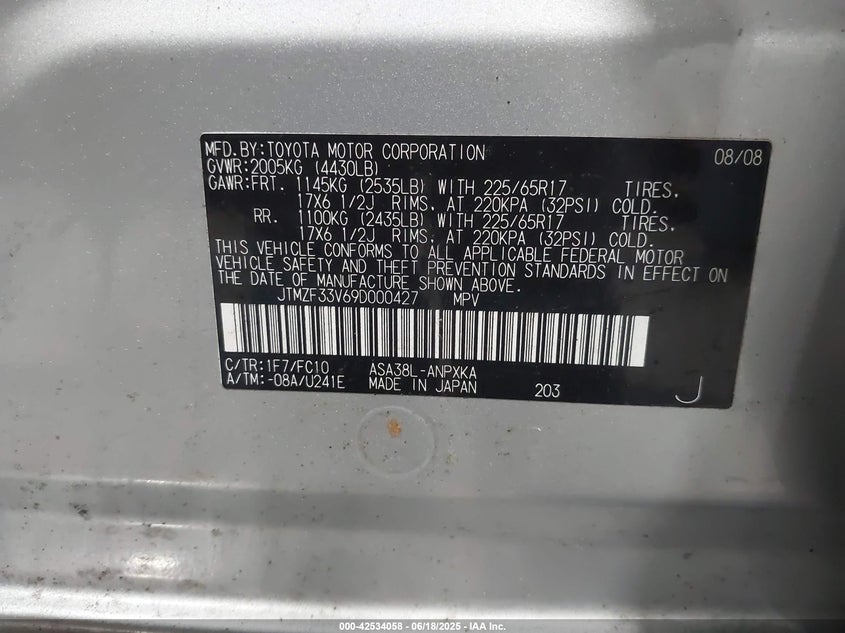 MFD.BY:TOYOTA MOTOR CORPORATION 08/08
GVWR:2005KG (4430LB)
GAWR:FRT. 1145KG (2535LB) WITH 225/65R17 TIRES,
17X6 1/2J RIMS, AT 220KPA (32PSI) COLD.
RR. 1100KG (2435LB) WITH 225/65R17 TIRES,
17X6 1/2J RIMS, AT 220KPA (32PSI) COLD.
THIS VEHICLE CONFORMS TO ALL APPLICABLE FEDERAL MOTOR
VEHICLE SAFETY AND THEFT PREVENTION STANDARDS IN EFFECT ON
THE DATE OF MANUFACTURE SHOWN ABOVE.
JTMZF33V69D000427 MPV
C/TR:1F7/FC10 ASA38L-ANPXKA
A/TM:-08A/U241E MADE IN JAPAN 203 J
000-42534058 - 06/18/2025 - IAA Inc.